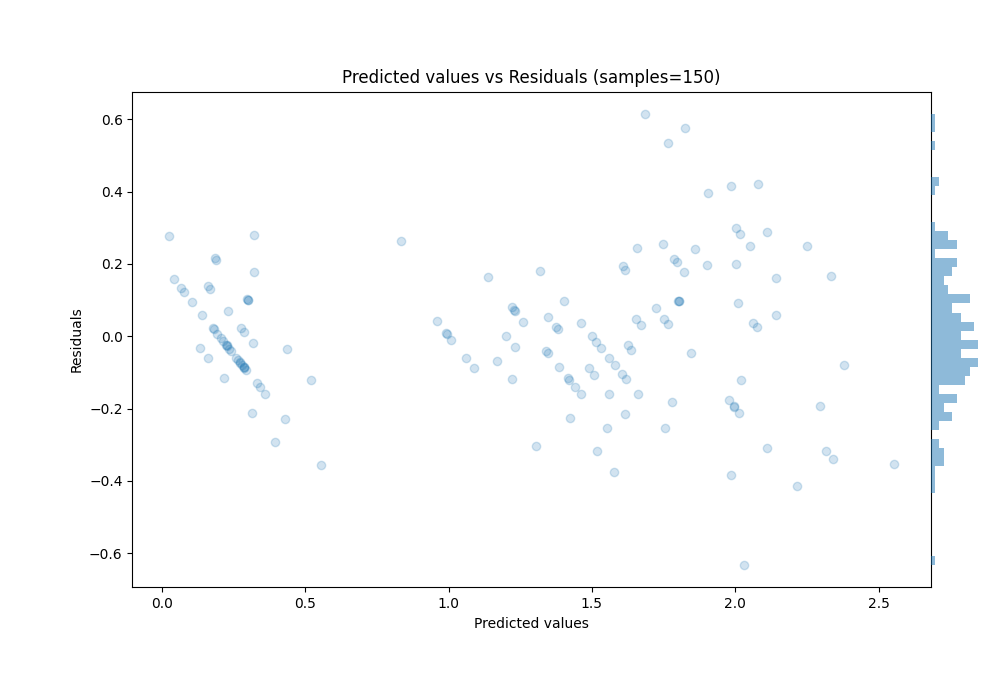 Predicted values vs Residuals (samples=150)
0.6
0.4
0.2
0.0
−0.2
−0.4
−0.6
Residuals
0.0 0.5 1.0 1.5 2.0 2.5
Predicted values